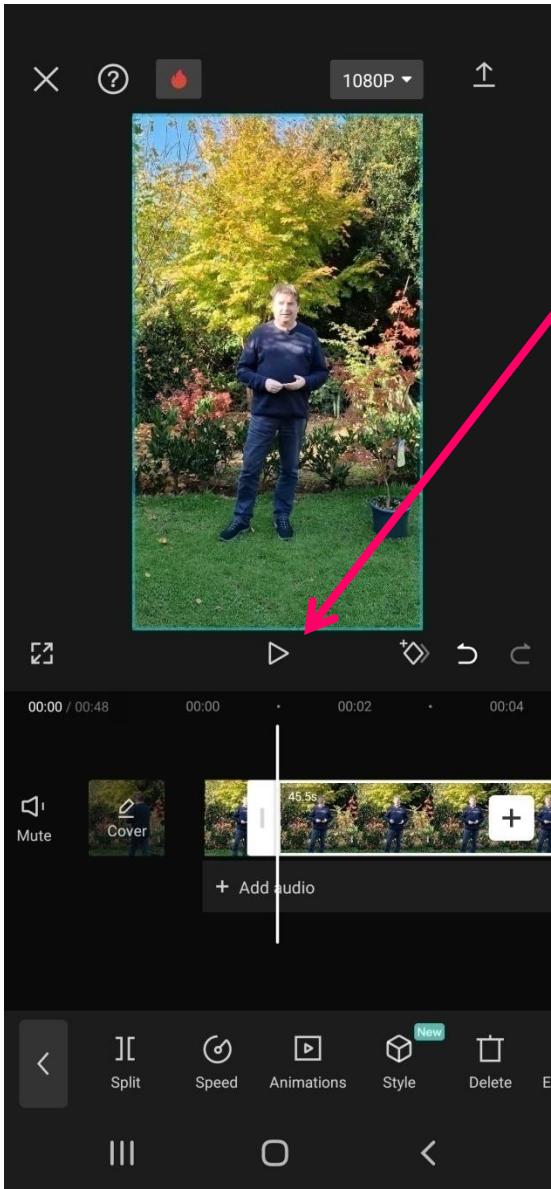 1080P
00:00 / 00:48 00:00 00:02 00:04
45.5s
Mute Cover
+ Add audio
New
Split Speed Animations Style Delete E